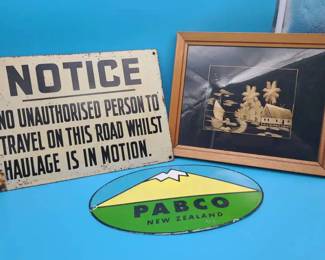 NOTICE
NO UNAUTHORISED PERSON TO
TRAVEL ON THIS ROAD WHILST
HAULAGE IS IN MOTION.
PABCO
NEW ZEALAND